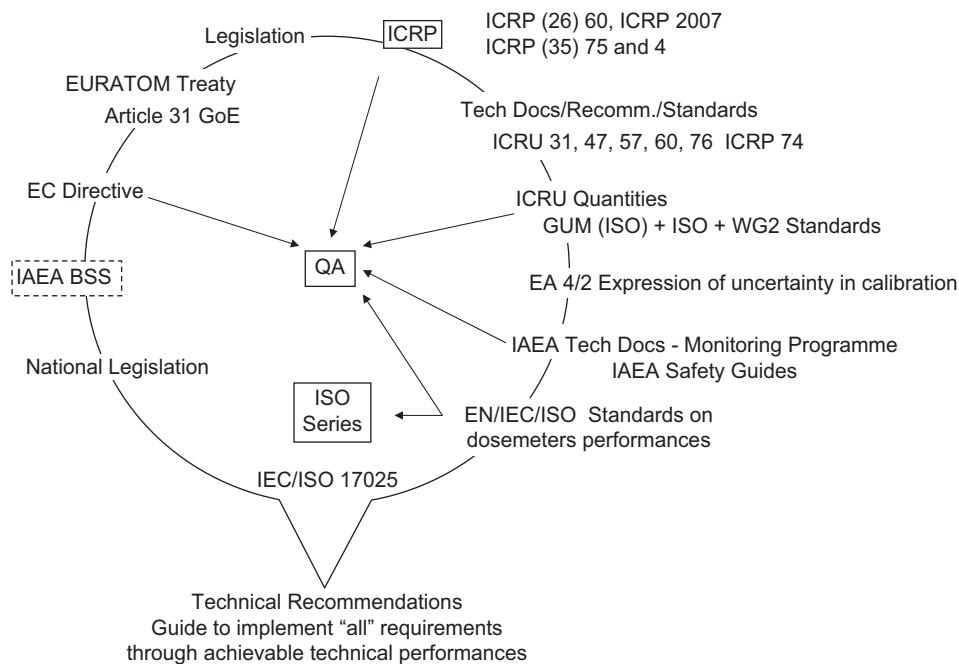 Legislation
ICRP
ICRP (26) 60, ICRP 2007
ICRP (35) 75 and 4
EURATOM Treaty
Article 31 GoE
Tech Docs/Recomm./Standards
ICRU 31, 47, 57, 60, 76 ICRP 74
EC Directive
ICRU Quantities
GUM (ISO) + ISO + WG2 Standards
QA
IAEA BSS
EA 4/2 Expression of uncertainty in calibration
National Legislation
IAEA Tech Docs - Monitoring Programme
IAEA Safety Guides
ISO
Series
EN/IEC/ISO Standards on
dosemeters performances
IEC/ISO 17025
Technical Recommendations
Guide to implement “all” requirements
through achievable technical performances